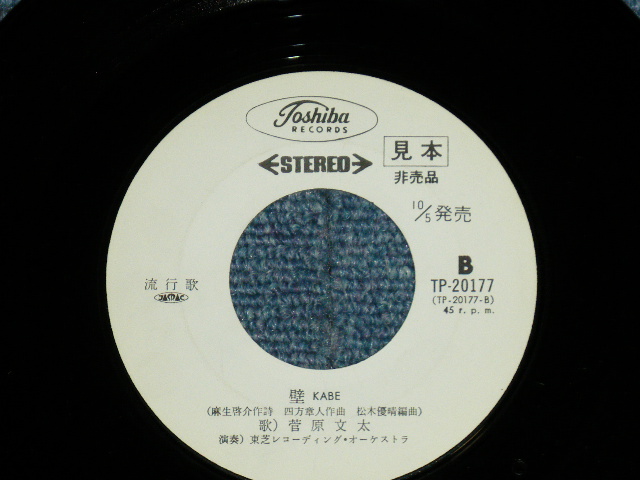 Toshiba
RECORDS
STEREO
見本
非売品
10/5発売
B
TP-20177
(TP-20177-B)
45 r. p. m.
流行歌
JASRAC
壁 KABE
(麻生啓介作詩 四方章人作曲 松木優晴編曲)
歌) 菅原文太
演奏) 東芝レコーディング・オーケストラ